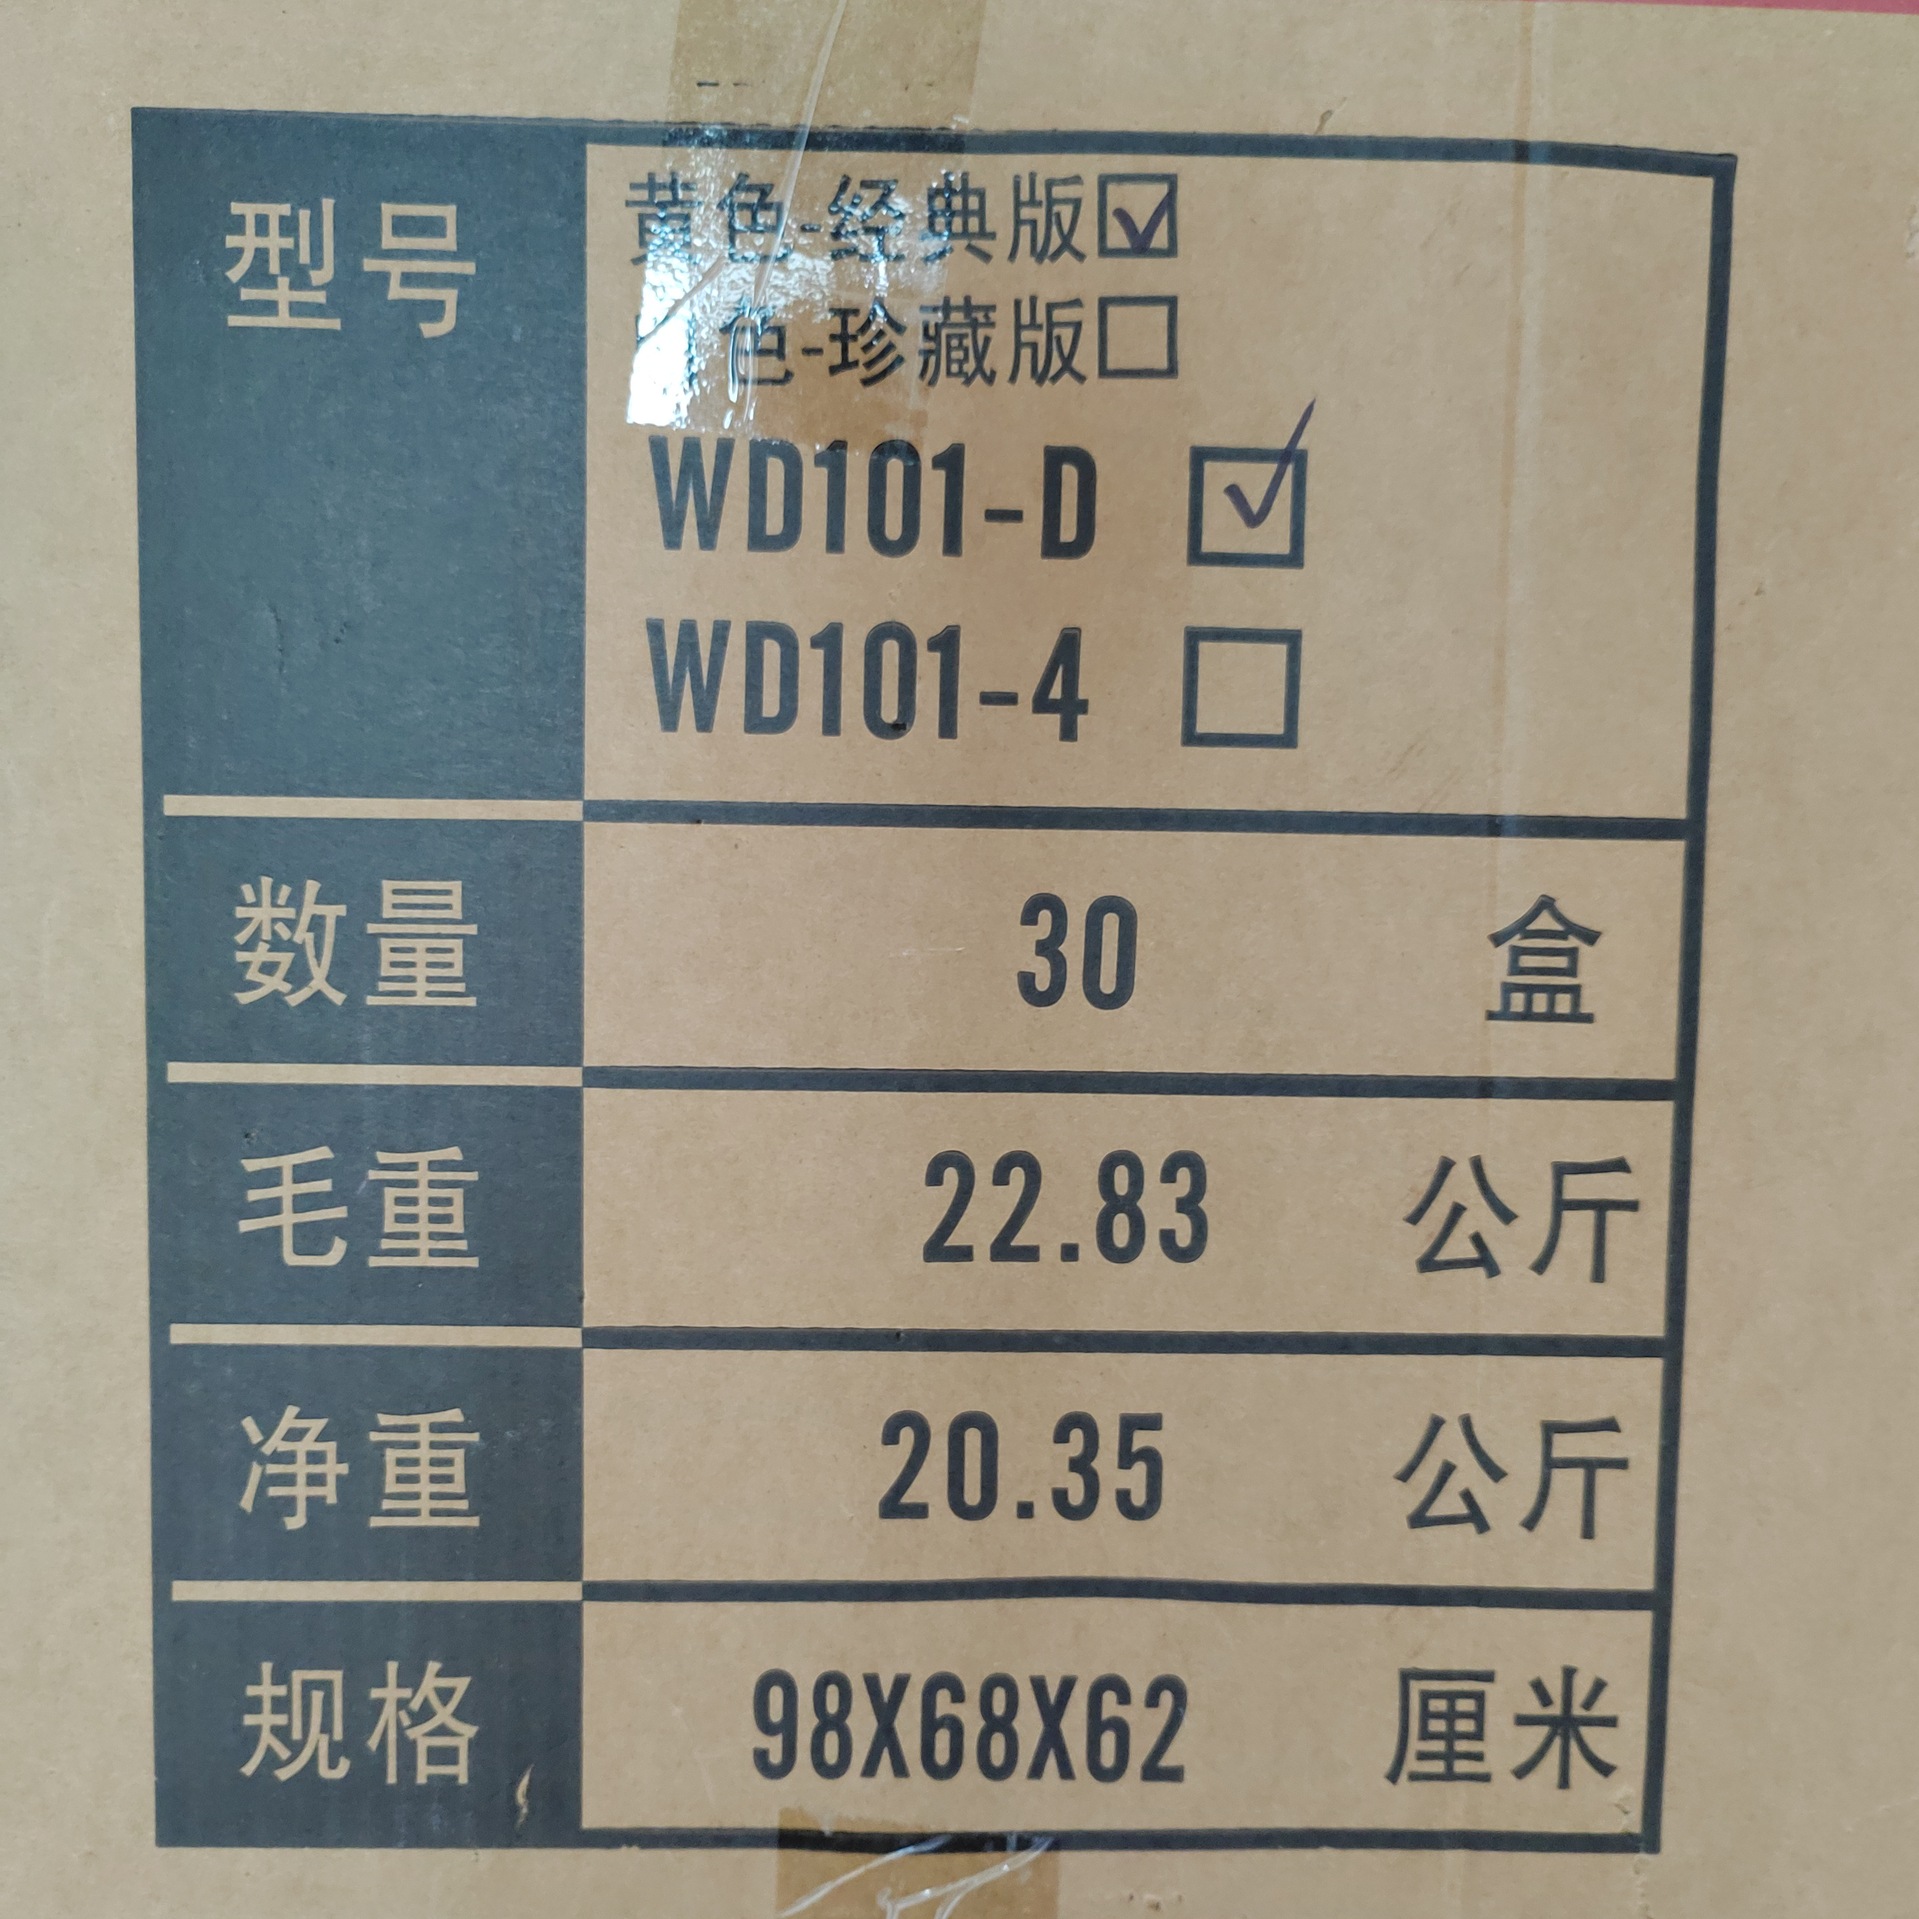 型号
黄色-经典版☑
色-珍藏版☐
WD101-D ☑
WD101-4 ☐
数量 30 盒
毛重 22.83 公斤
净重 20.35 公斤
规格 98X68X62 厘米